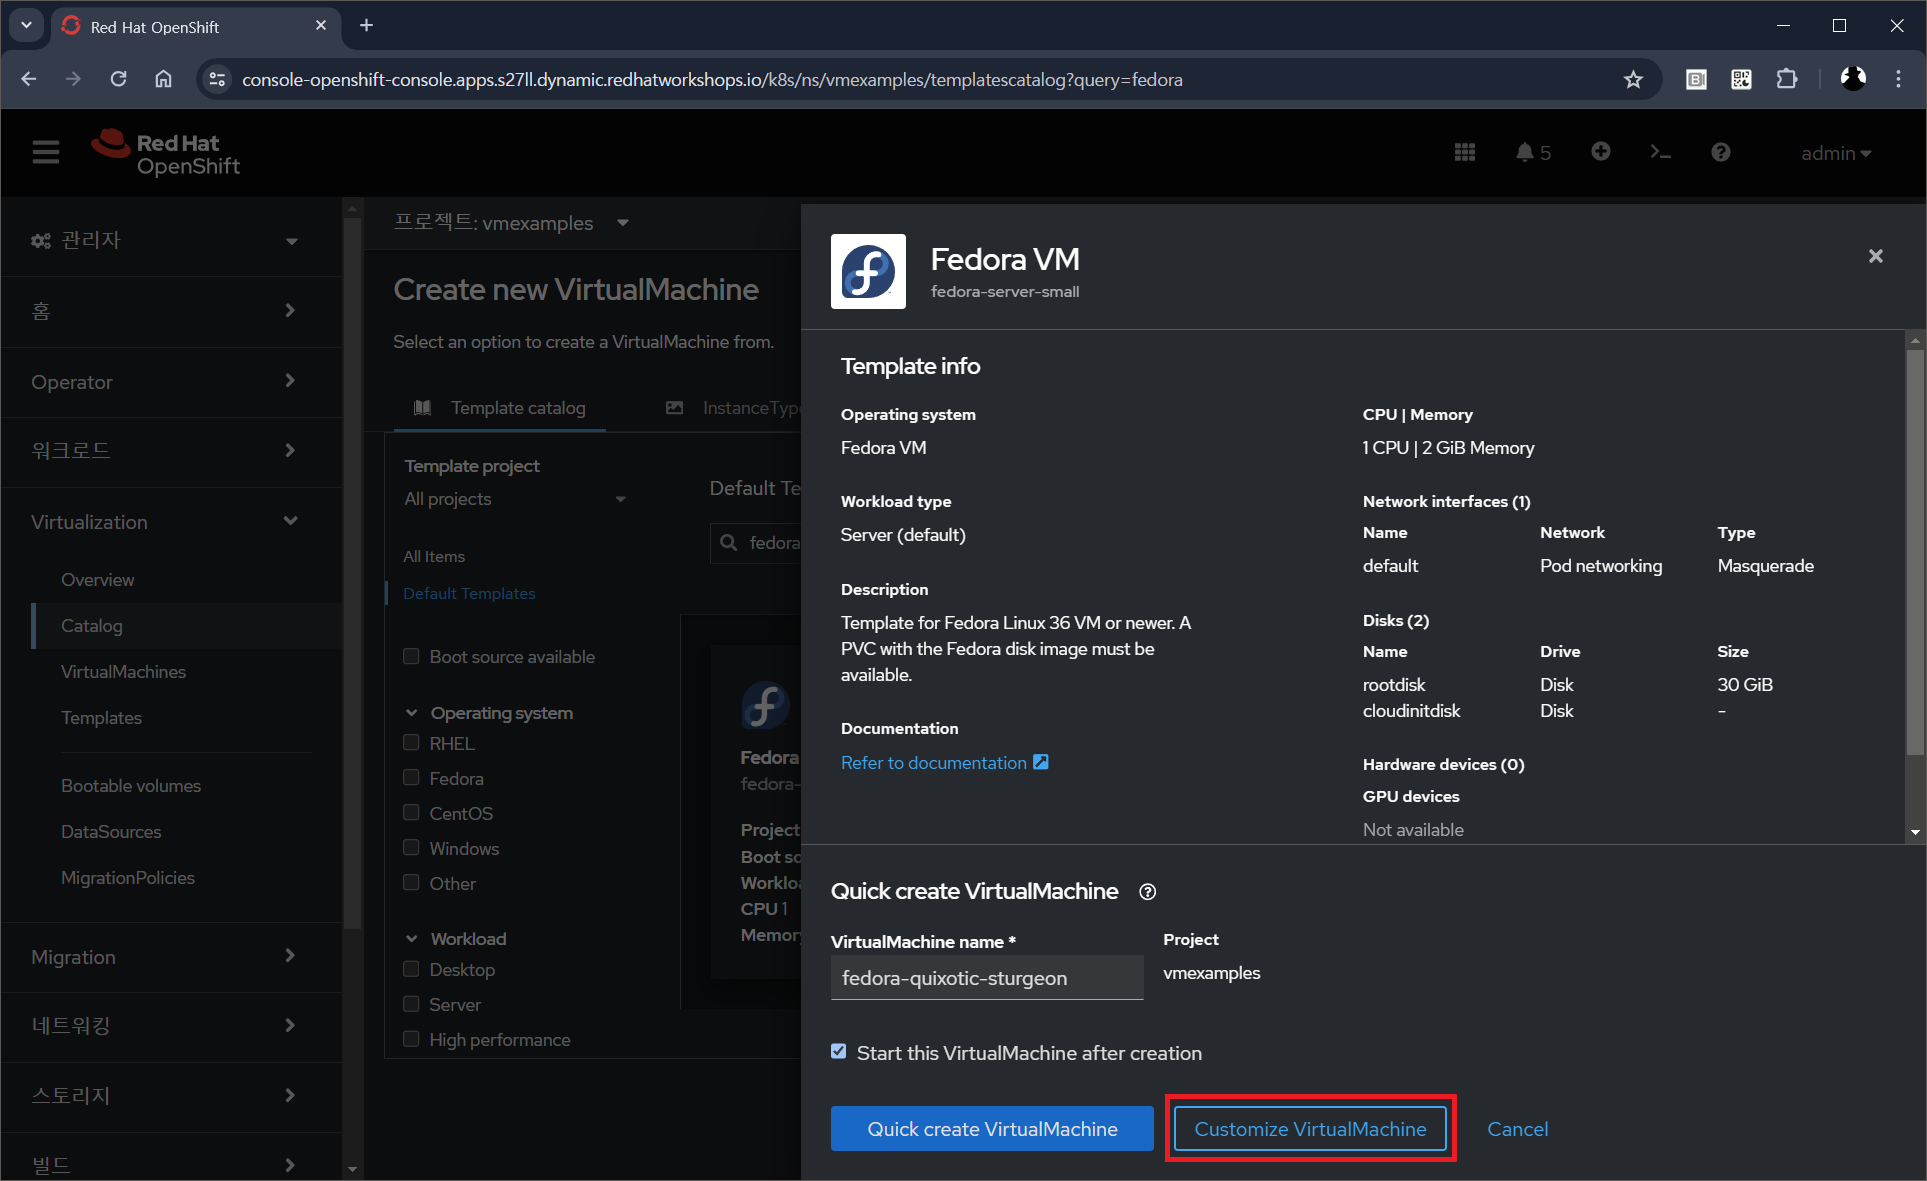 Red Hat OpenShift
console-openshift-console.apps.s27ll.dynamic.redhatworkshops.io/k8s/ns/vmexamples/templatescatalog?query=fedora
B
Red Hat
OpenShift
5
admin
관리자
홈
Operator
워크로드
Virtualization
Overview
Catalog
VirtualMachines
Templates
Bootable volumes
DataSources
MigrationPolicies
Migration
네트워킹
스토리지
빌드
프로젝트: vmexamples
Create new VirtualMachine
Select an option to create a VirtualMachine from.
Template catalog
InstanceType
Template project
All projects
All Items
Default Templates
Boot source available
Operating system
RHEL
Fedora
CentOS
Windows
Other
Workload
Desktop
Server
High performance
Default Te
fedora
Fedora
fedora-
Project
Boot so
Workloa
CPU 1
Memory
Fedora VM
fedora-server-small
Template info
Operating system
Fedora VM
Workload type
Server (default)
Description
Template for Fedora Linux 36 VM or newer. A
PVC with the Fedora disk image must be
available.
Documentation
Refer to documentation
CPU | Memory
1 CPU | 2 GiB Memory
Network interfaces (1)
Name Network Type
default Pod networking Masquerade
Disks (2)
Name Drive Size
rootdisk Disk 30 GiB
cloudinitdisk Disk -
Hardware devices (0)
GPU devices
Not available
Quick create VirtualMachine
VirtualMachine name *
fedora-quixotic-sturgeon
Project
vmexamples
Start this VirtualMachine after creation
Quick create VirtualMachine
Customize VirtualMachine
Cancel